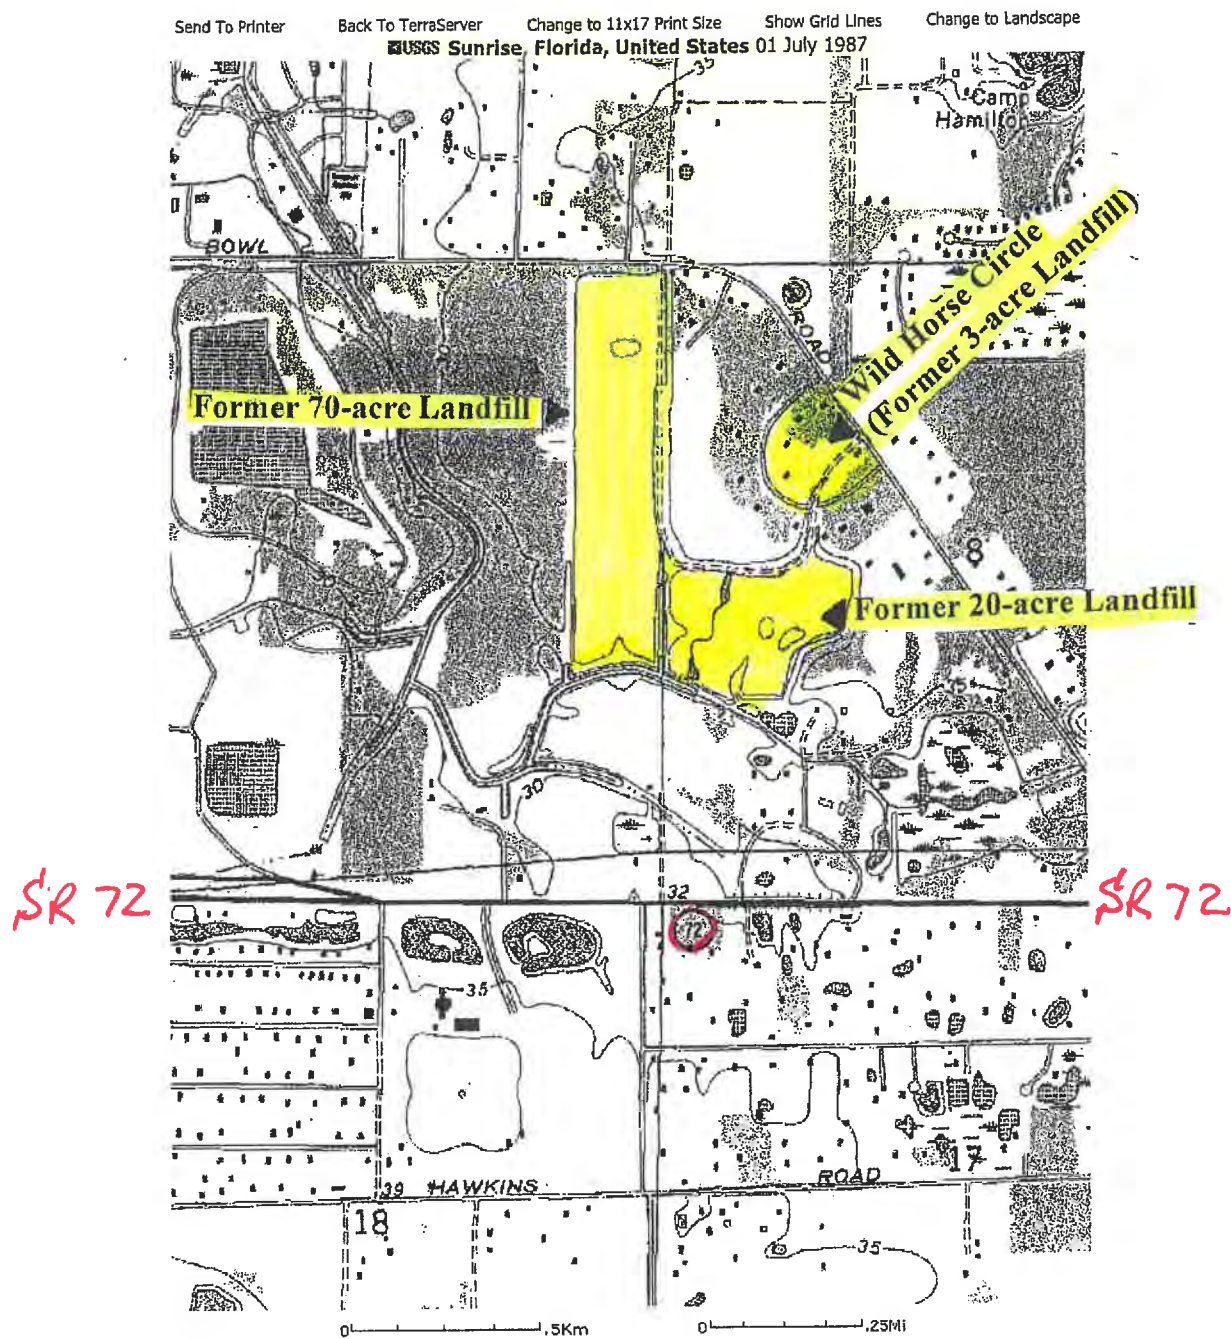 Send To Printer Back To TerraServer Change to 11x17 Print Size Show Grid Lines Change to Landscape
USGS Sunrise, Florida, United States 01 July 1987
35
Camp
Hamilton
BOWL
ROAD
Wild Horse Circle
(Former 3-acre Landfill)
Former 70-acre Landfill
8
Former 20-acre Landfill
35
30
SR 72
32
SR 72
72
35
17
39 HAWKINS ROAD
18
35
0 .5Km 0 .25Mi